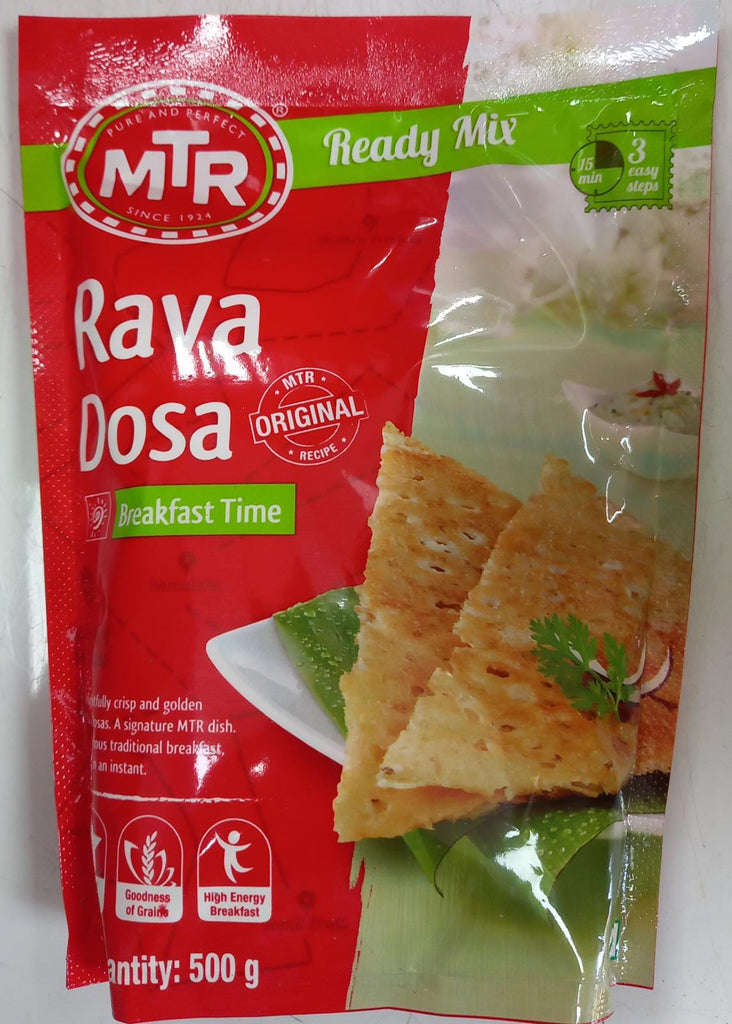 PURE AND PERFECT
MTR
®
SINCE 1924
Ready Mix
15
min
3
easy
steps
Rava
Dosa
MTR
ORIGINAL
RECIPE
Breakfast Time
crisp and golden
A signature MTR dish.
traditional breakfast,
an instant.
Goodness
of Grains
High Energy
Breakfast
antity: 500 g